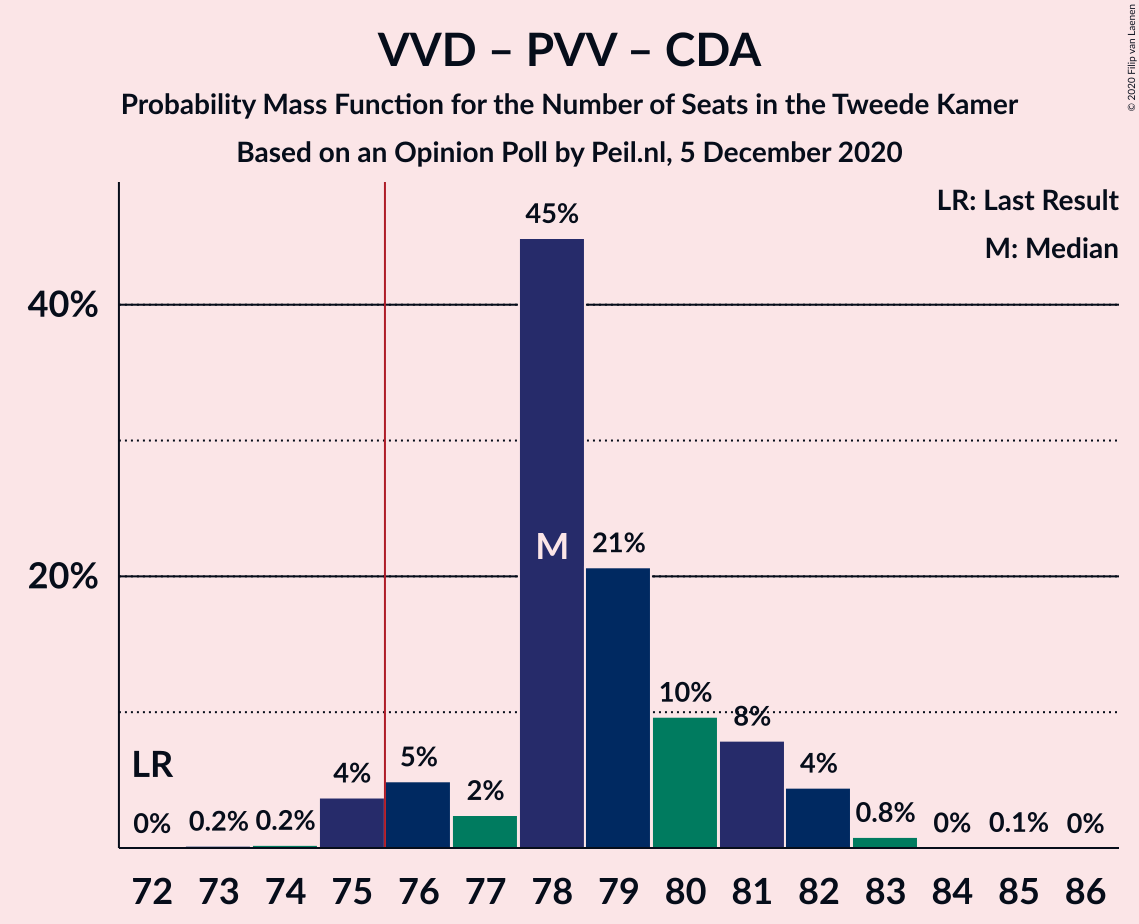 VVD – PVV – CDA
Probability Mass Function for the Number of Seats in the Tweede Kamer
Based on an Opinion Poll by Peil.nl, 5 December 2020
© 2020 Filip van Laenen
LR: Last Result
M: Median
40%
20%
LR
M
0%
0.2%
0.2%
4%
5%
2%
45%
21%
10%
8%
4%
0.8%
0%
0.1%
0%
72 73 74 75 76 77 78 79 80 81 82 83 84 85 86